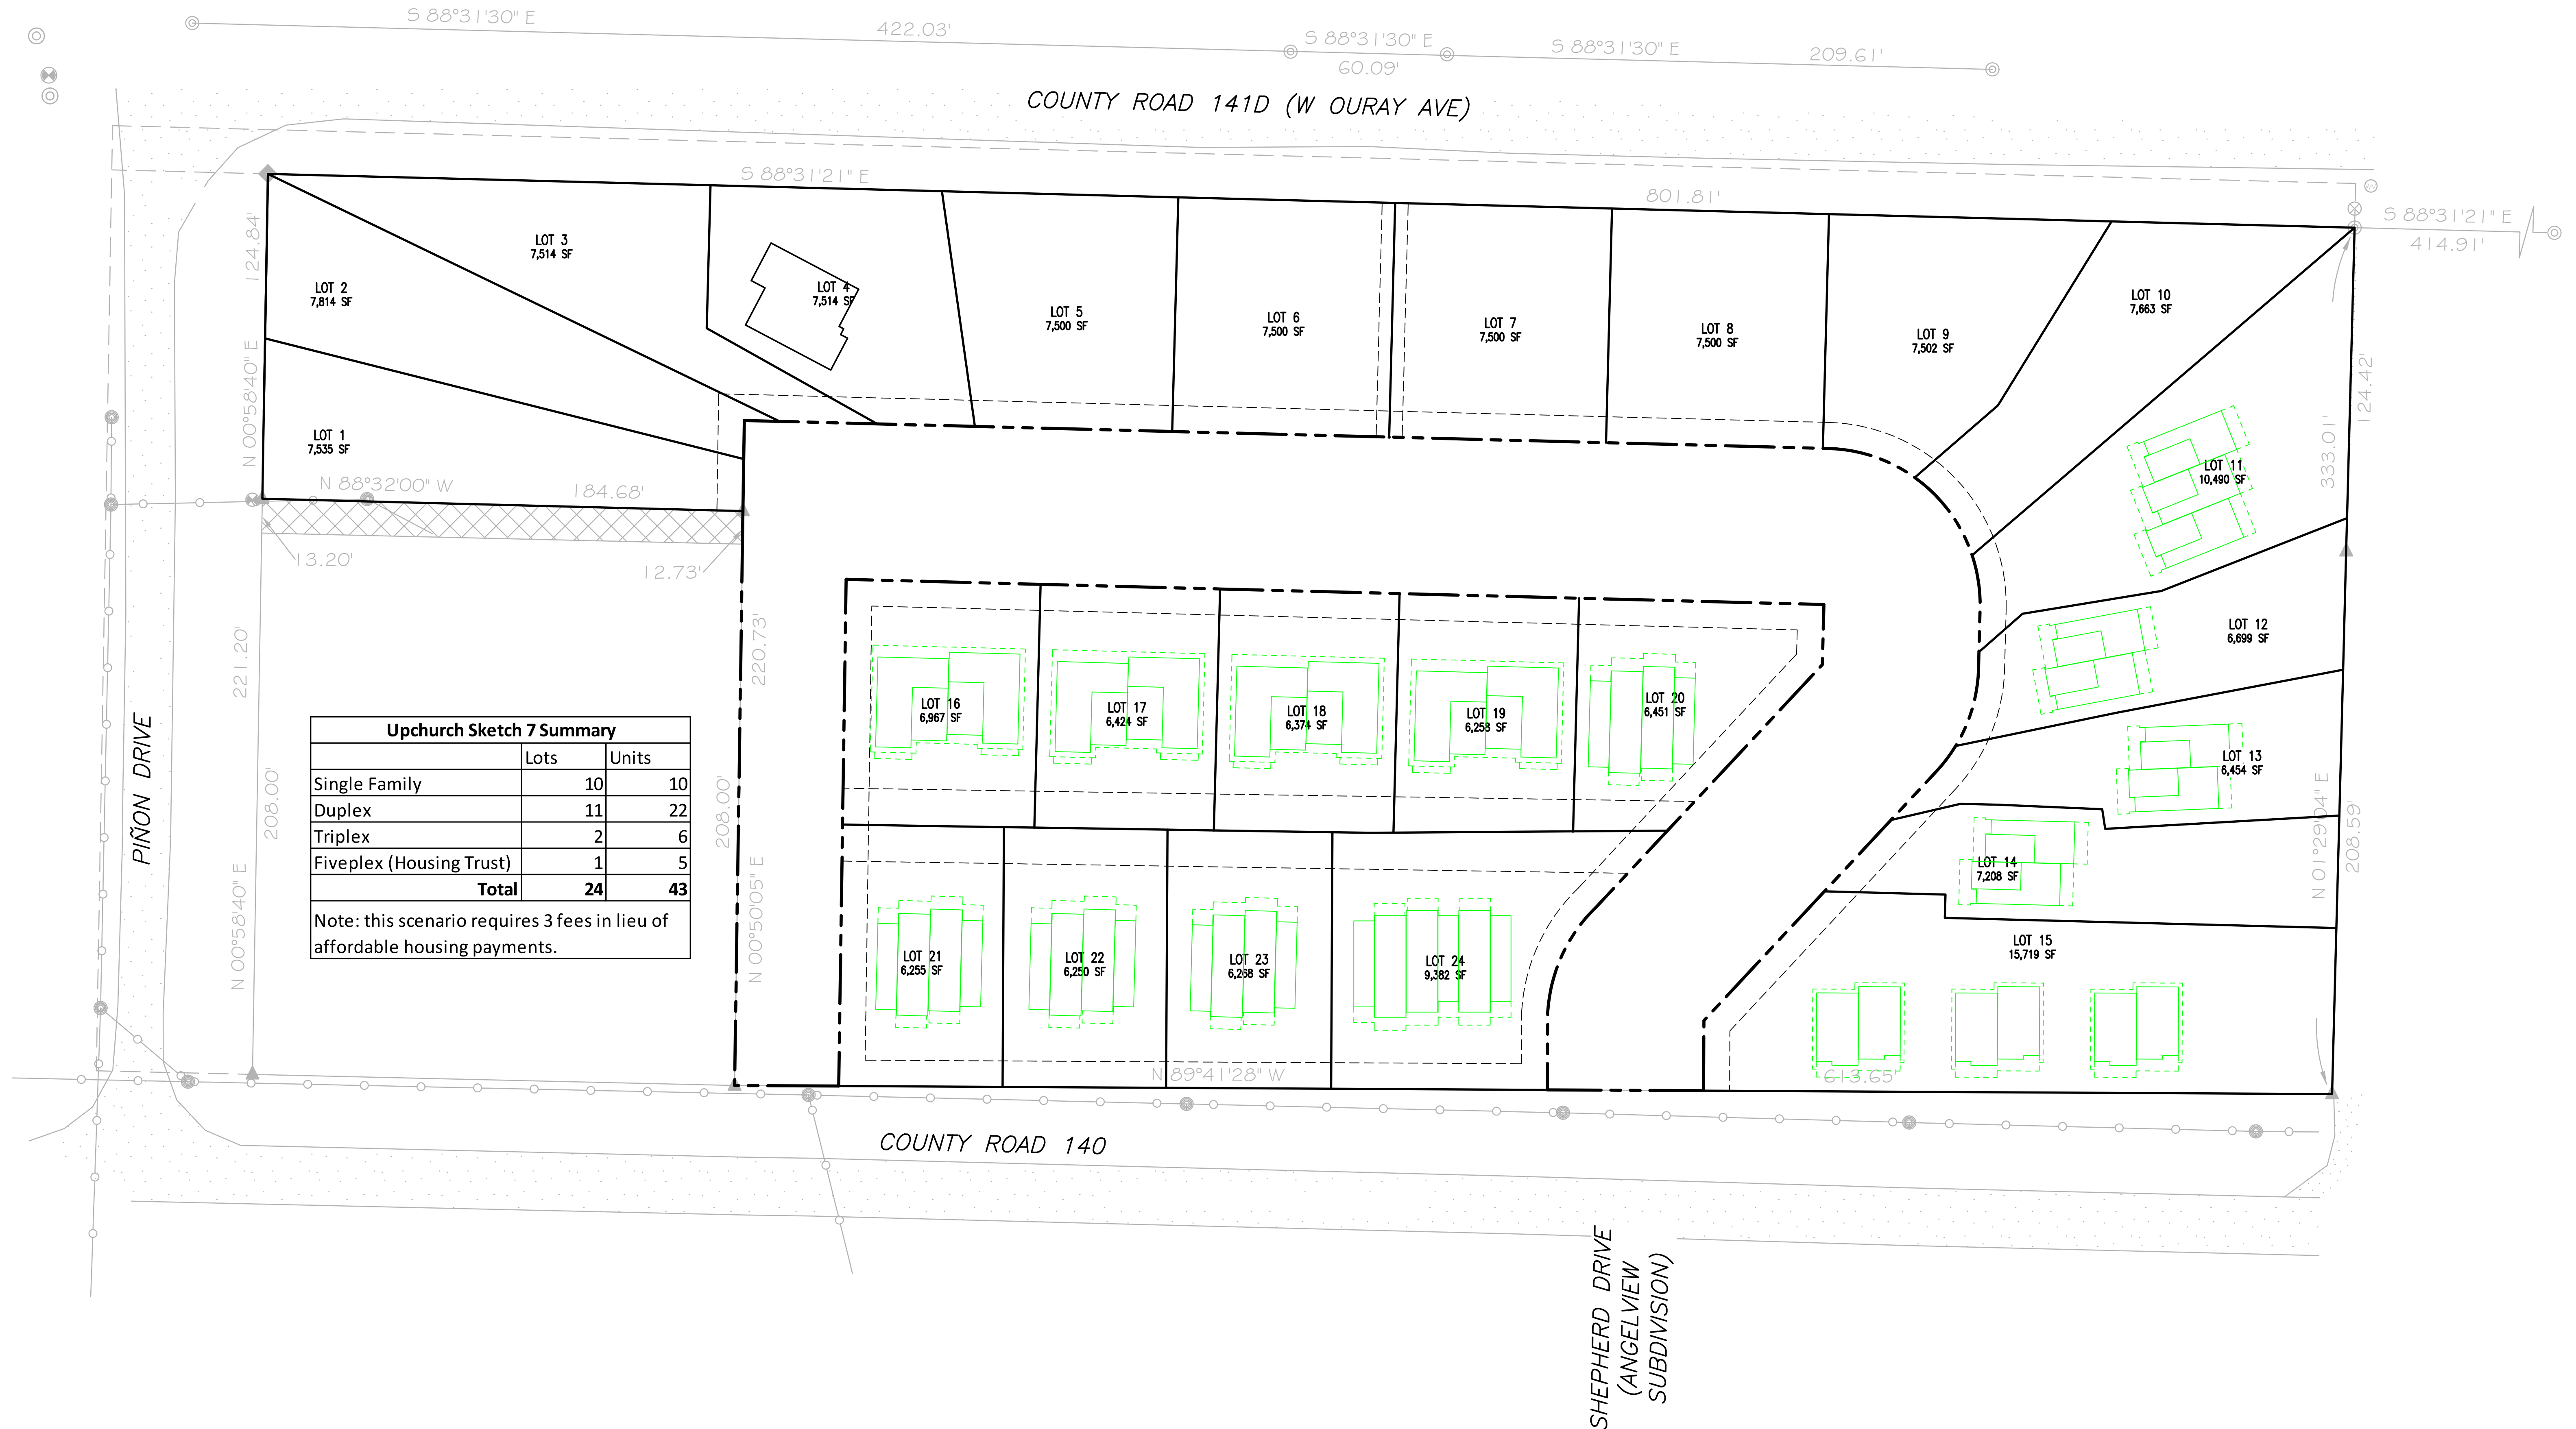 S 88°31'30" E
422.03'
S 88°31'30" E
60.09'
S 88°31'30" E
209.61'
COUNTY ROAD 141D (W OURAY AVE)
S 88°31'21" E
801.81'
S 88°31'21" E
414.91'
124.84'
N 00°58'40" E
LOT 1
7,535 SF
LOT 2
7,814 SF
LOT 3
7,514 SF
LOT 4
7,514 SF
LOT 5
7,500 SF
LOT 6
7,500 SF
LOT 7
7,500 SF
LOT 8
7,500 SF
LOT 9
7,502 SF
LOT 10
7,663 SF
LOT 11
10,490 SF
LOT 12
6,699 SF
LOT 13
6,454 SF
LOT 14
7,208 SF
LOT 15
15,719 SF
124.42'
333.01'
N 01°29'04" E
208.59'
N 88°32'00" W
184.68'
13.20'
12.73'
221.20'
208.00'
N 00°58'40" E
220.73'
208.00'
N 00°50'05" E
LOT 16
6,967 SF
LOT 17
6,424 SF
LOT 18
6,374 SF
LOT 19
6,258 SF
LOT 20
6,451 SF
LOT 21
6,255 SF
LOT 22
6,250 SF
LOT 23
6,268 SF
LOT 24
9,382 SF
PIÑON DRIVE
Upchurch Sketch 7 Summary
Lots Units
Single Family 10 10
Duplex 11 22
Triplex 2 6
Fiveplex (Housing Trust) 1 5
Total 24 43
Note: this scenario requires 3 fees in lieu of
affordable housing payments.
N 89°41'28" W
613.65'
COUNTY ROAD 140
SHEPHERD DRIVE
(ANGELVIEW
SUBDIVISION)